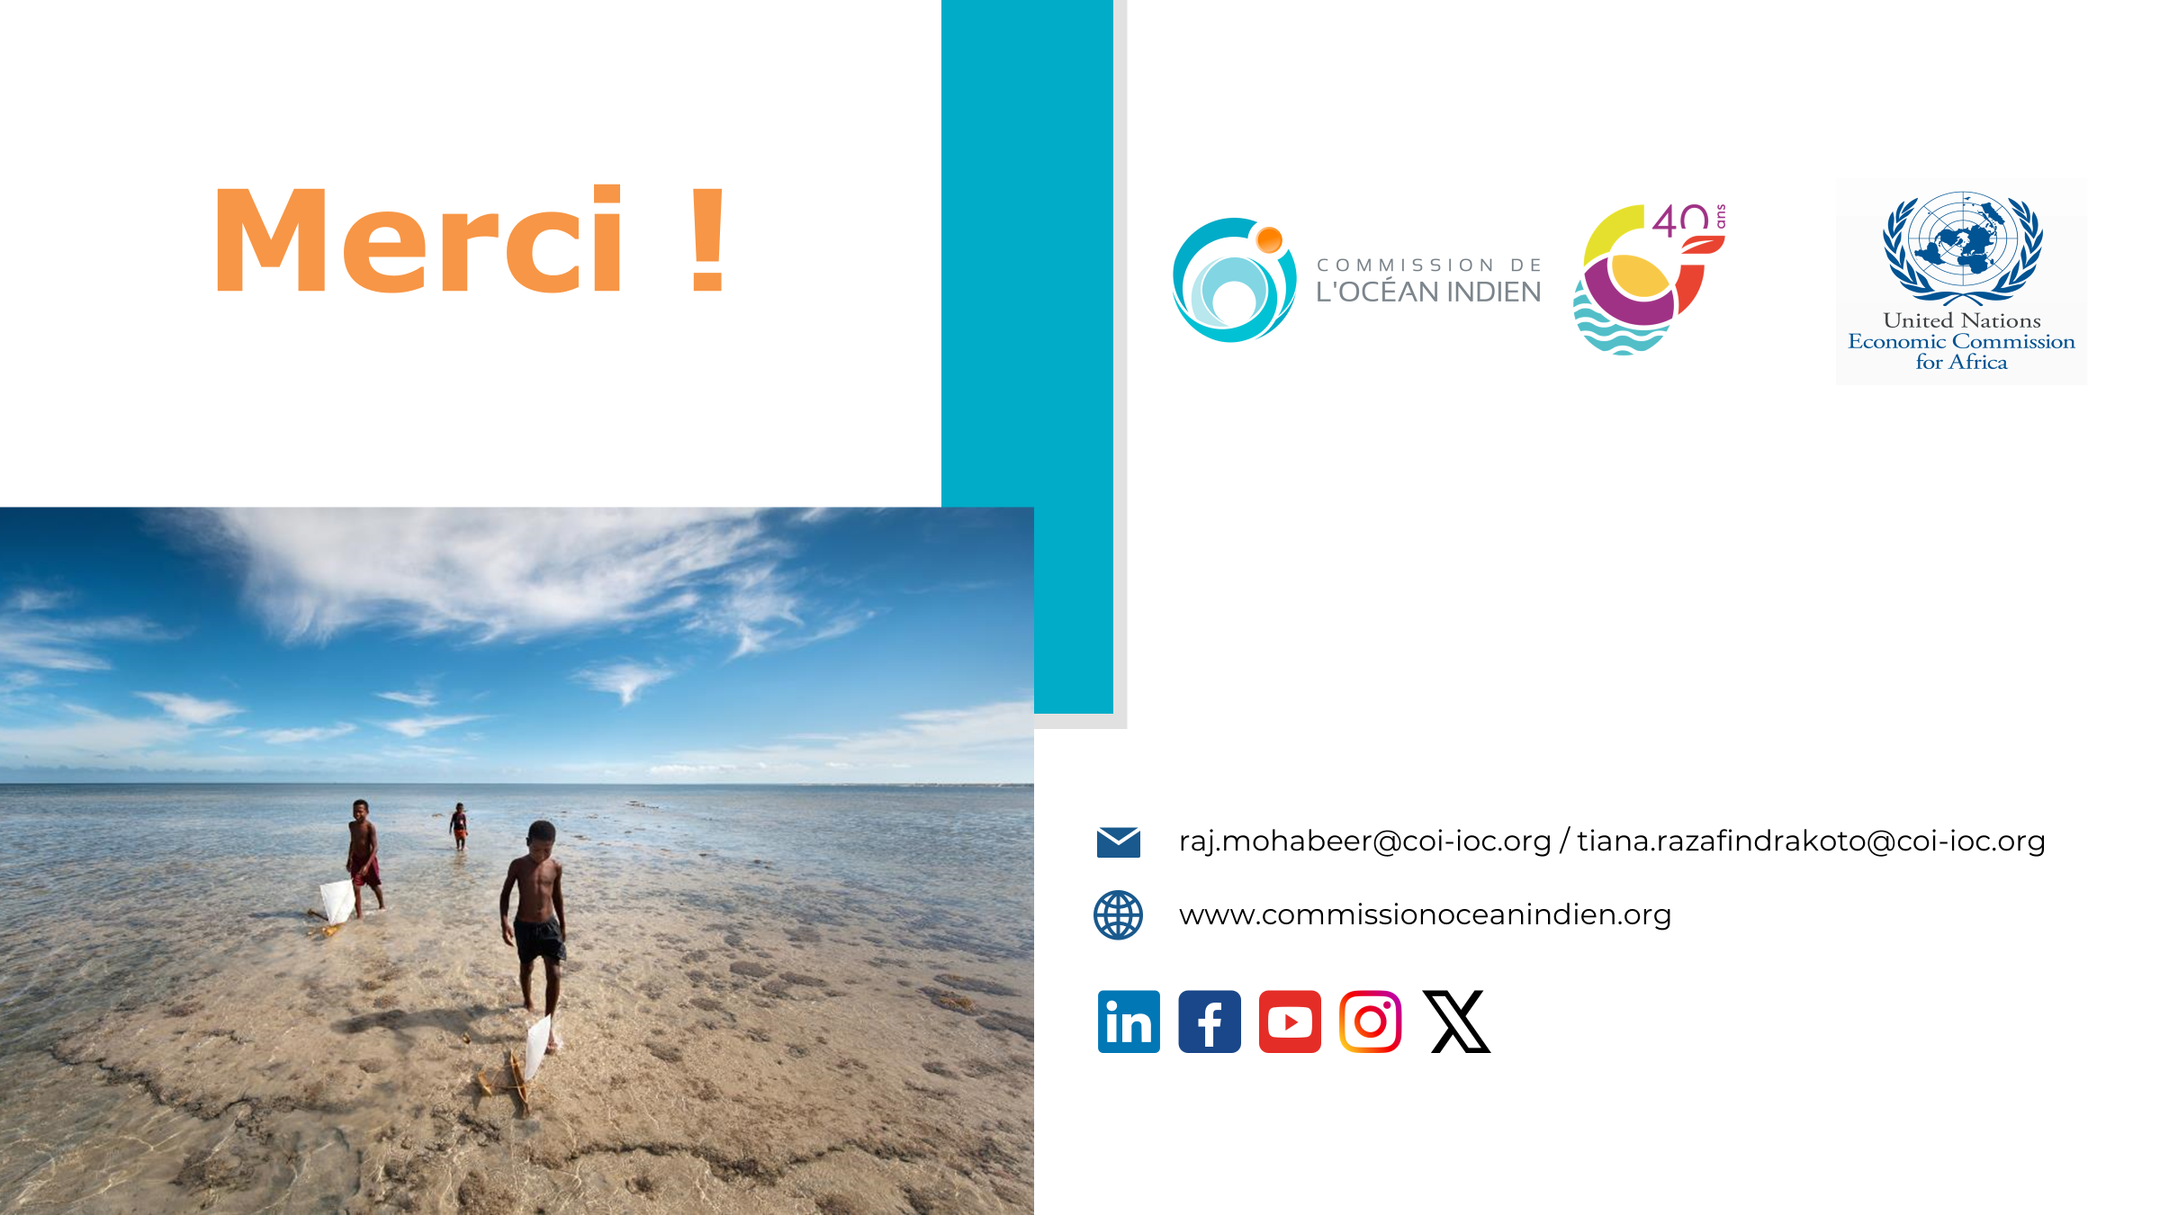 Merci !
COMMISSION DE
L'OCÉAN INDIEN
40 ans
United Nations
Economic Commission
for Africa
raj.mohabeer@coi-ioc.org / tiana.razafindrakoto@coi-ioc.org
www.commissionoceanindien.org
in